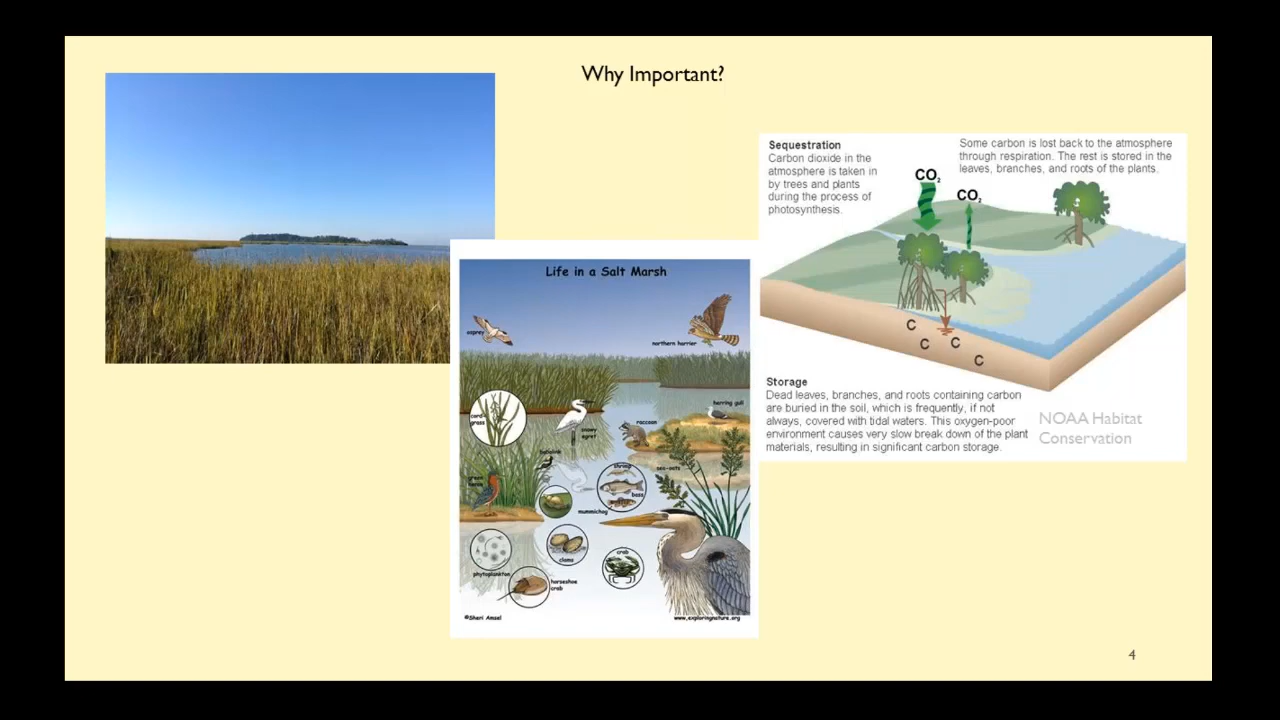 Why Important?
Sequestration
Carbon dioxide in the
atmosphere is taken in
by trees and plants
during the process of
photosynthesis.
Some carbon is lost back to the atmosphere
through respiration. The rest is stored in the
leaves, branches, and roots of the plants.
CO2
CO2
C
C
C
C
Storage
Dead leaves, branches, and roots containing carbon
are buried in the soil, which is frequently, if not
always, covered with tidal waters. This oxygen-poor
environment causes very slow break down of the plant
materials, resulting in significant carbon storage.
NOAA Habitat
Conservation
Life in a Salt Marsh
osprey
northern harrier
cord-
grass
snowy
egret
raccoon
herring gull
sea-oats
shrimp
bass
green
heron
mummichog
phytoplankton
clams
crab
horseshoe
crab
©Sheri Amsel
www.exploringnature.org
4